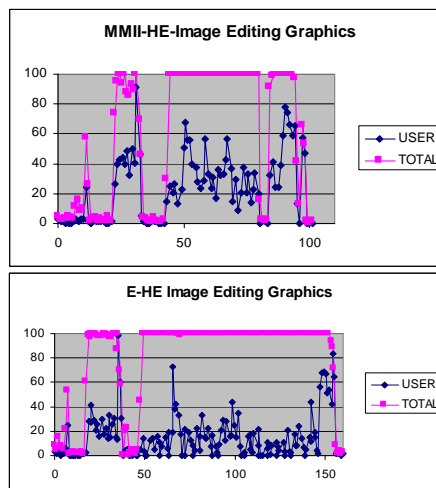 MMII-HE-Image Editing Graphics
100
80
60
40
20
0
0 50 100
USER
TOTAL
E-HE Image Editing Graphics
100
80
60
40
20
0
0 50 100 150
USER
TOTAL